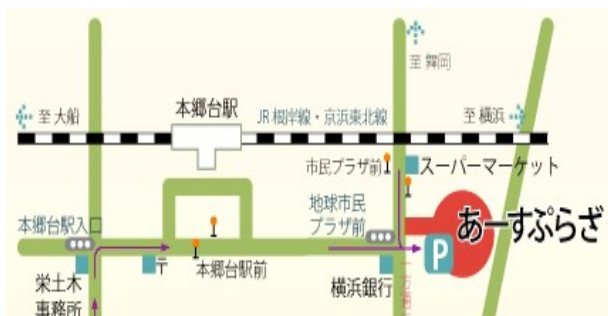 至 舞岡
至 大船
本郷台駅
JR 根岸線・京浜東北線
至 横浜
市民プラザ前
スーパーマーケット
地球市民
プラザ前
あーすぷらざ
本郷台駅入口
P
〒
本郷台駅前
栄土木
事務所
横浜銀行
一方通